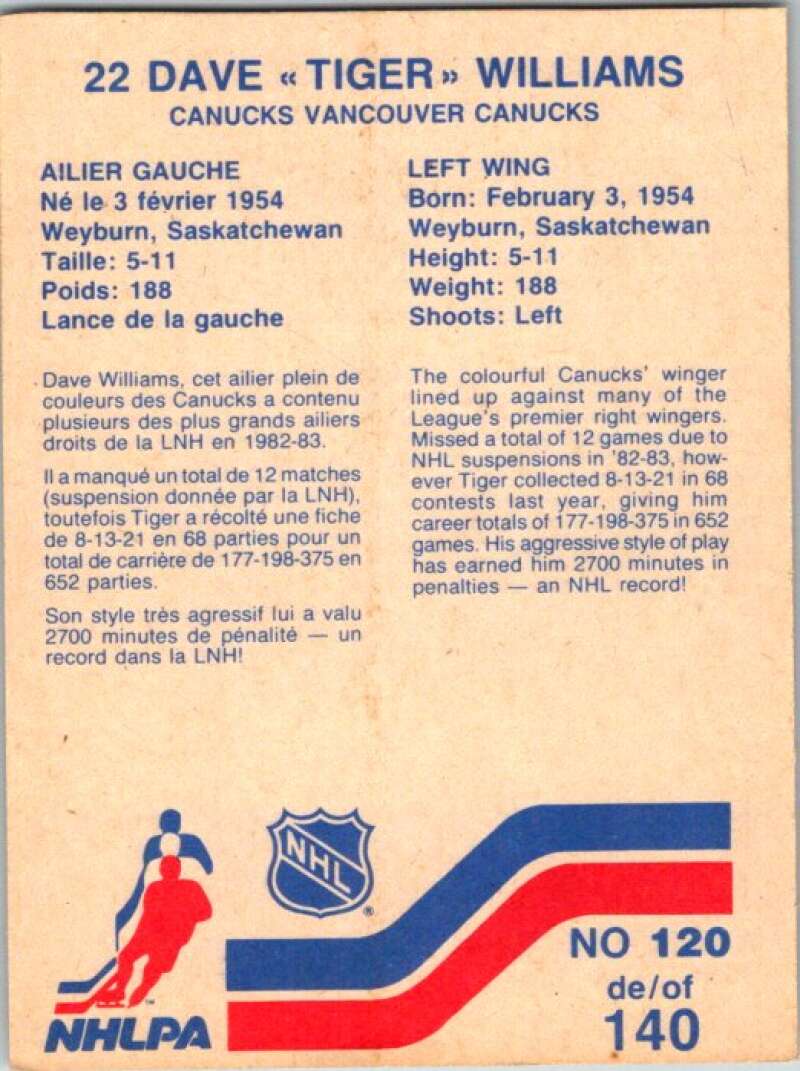 22 DAVE « TIGER » WILLIAMS
CANUCKS VANCOUVER CANUCKS
AILIER GAUCHE
Né le 3 février 1954
Weyburn, Saskatchewan
Taille: 5-11
Poids: 188
Lance de la gauche
Dave Williams, cet ailier plein de
couleurs des Canucks a contenu
plusieurs des plus grands ailiers
droits de la LNH en 1982-83.
Il a manqué un total de 12 matches
(suspension donnée par la LNH),
toutefois Tiger a récolté une fiche
de 8-13-21 en 68 parties pour un
total de carrière de 177-198-375 en
652 parties.
Son style très agressif lui a valu
2700 minutes de pénalité — un
record dans la LNH!
LEFT WING
Born: February 3, 1954
Weyburn, Saskatchewan
Height: 5-11
Weight: 188
Shoots: Left
The colourful Canucks' winger
lined up against many of the
League's premier right wingers.
Missed a total of 12 games due to
NHL suspensions in '82-83, how-
ever Tiger collected 8-13-21 in 68
contests last year, giving him
career totals of 177-198-375 in 652
games. His aggressive style of play
has earned him 2700 minutes in
penalties — an NHL record!
NHL
®
™
NHLPA
NO 120
de/of
140